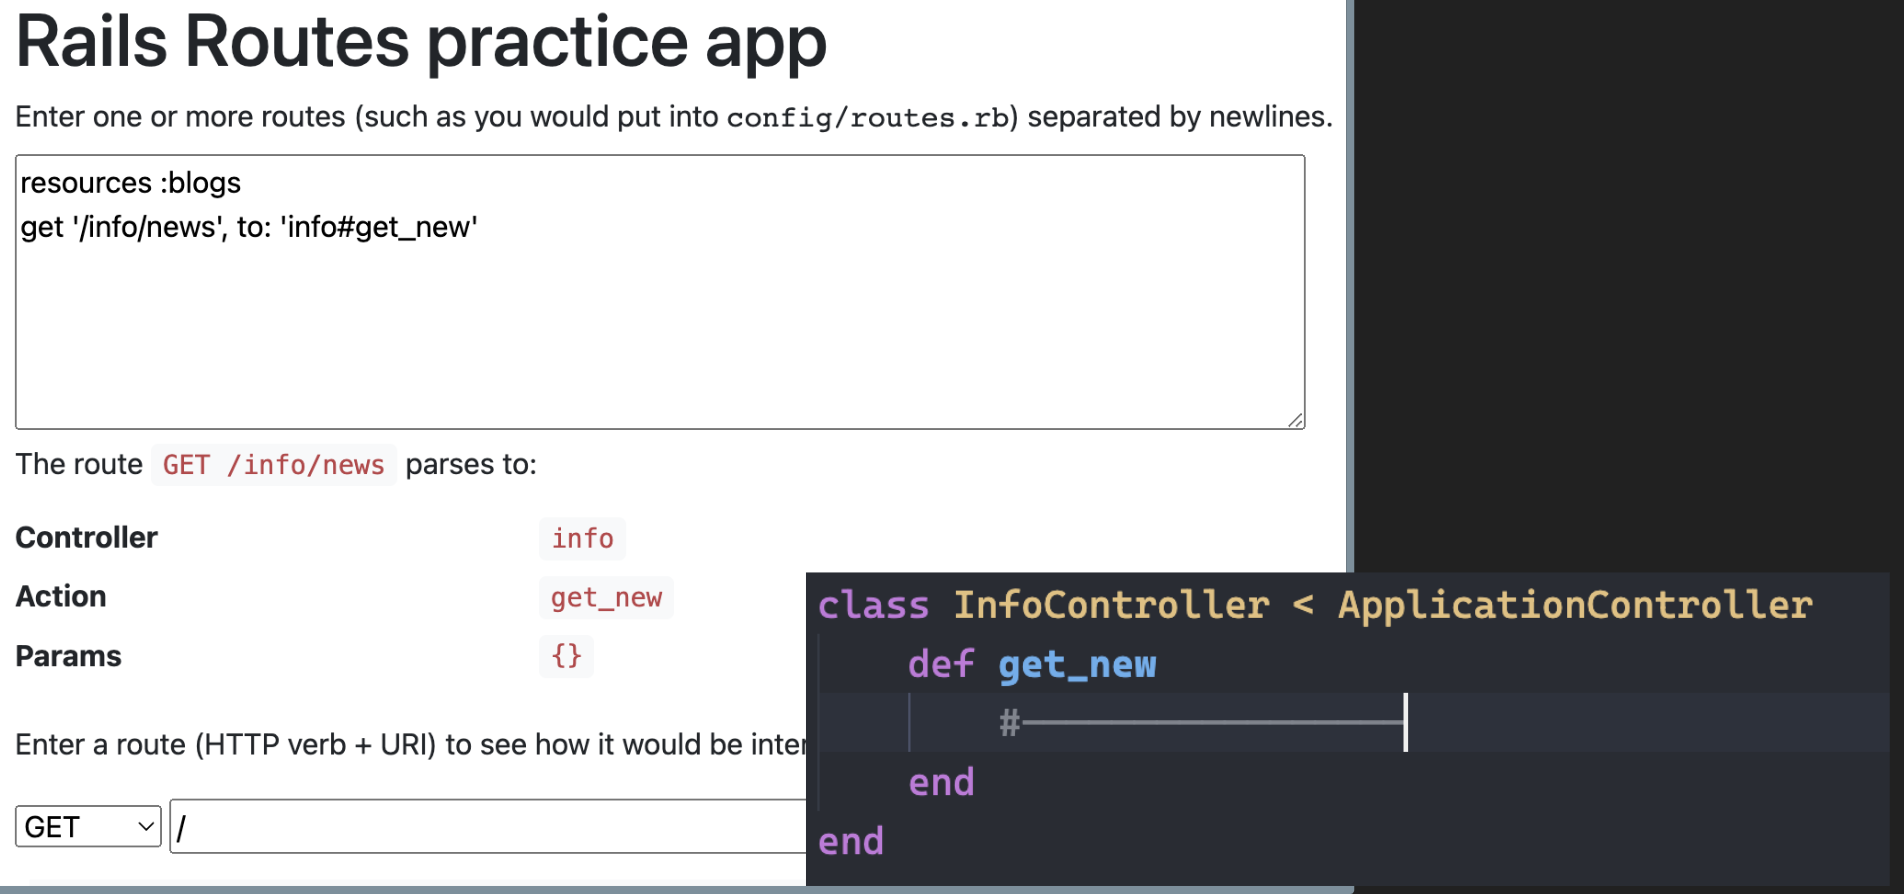 Rails Routes practice app
Enter one or more routes (such as you would put into config/routes.rb) separated by newlines.
resources :blogs
get '/info/news', to: 'info#get_new'
The route GET /info/news parses to:
Controller info
Action get_new
Params {}
Enter a route (HTTP verb + URI) to see how it would be inter
GET /
class InfoController < ApplicationController
def get_new
#—————————————————
end
end